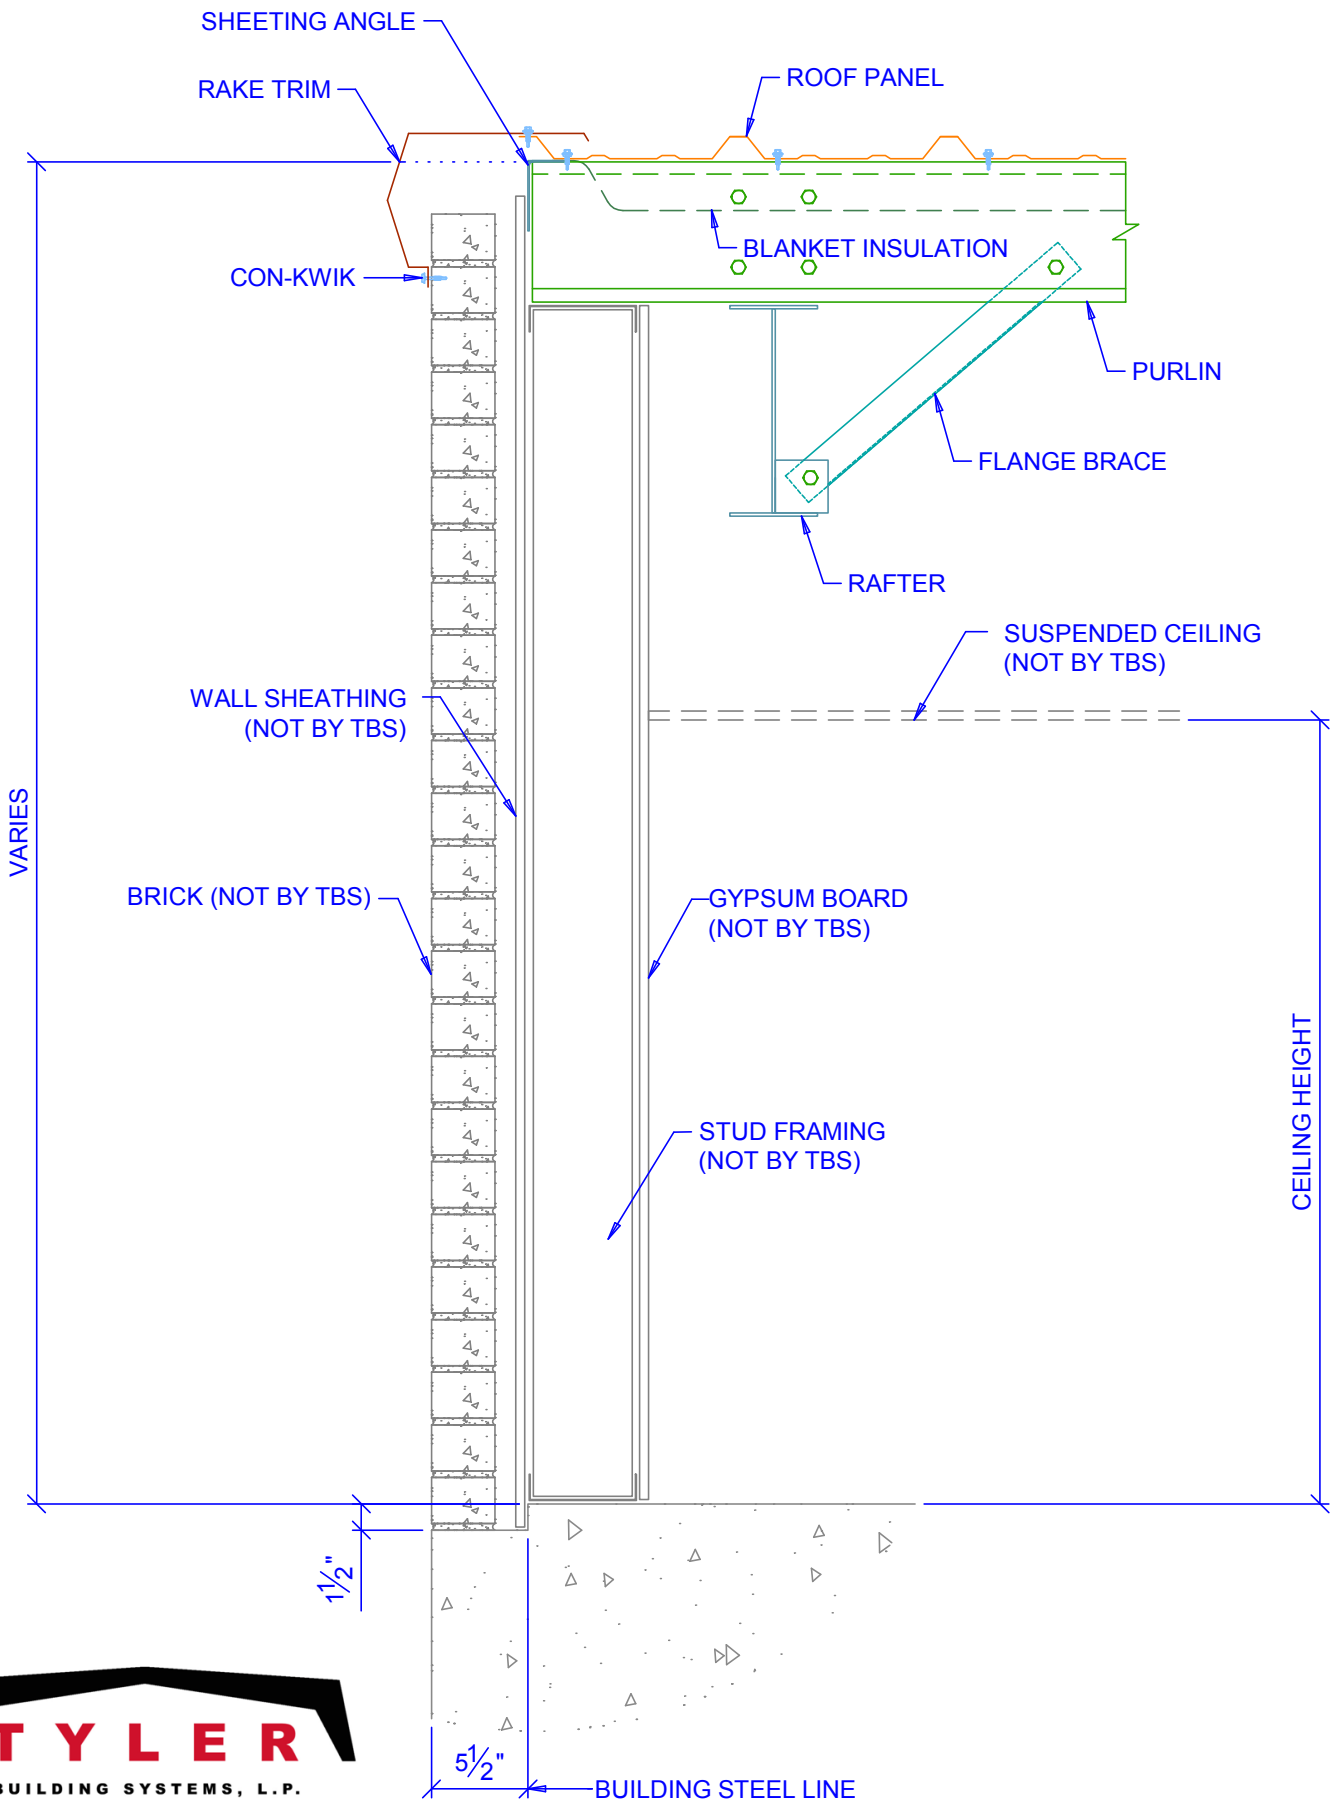 SHEETING ANGLE
RAKE TRIM
ROOF PANEL
BLANKET INSULATION
CON-KWIK
PURLIN
FLANGE BRACE
RAFTER
SUSPENDED CEILING
(NOT BY TBS)
WALL SHEATHING
(NOT BY TBS)
VARIES
BRICK (NOT BY TBS)
GYPSUM BOARD
(NOT BY TBS)
CEILING HEIGHT
STUD FRAMING
(NOT BY TBS)
1½"
TYLER
BUILDING SYSTEMS, L.P.
5½"
BUILDING STEEL LINE